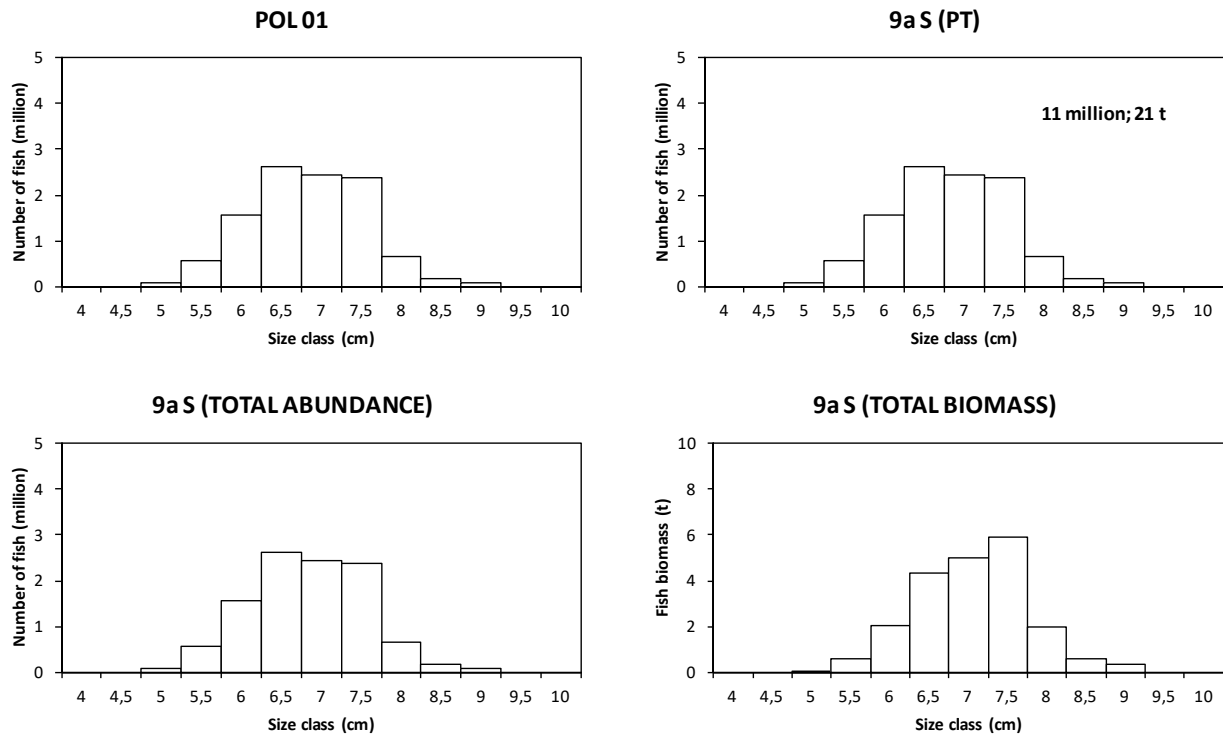 POL 01
5
4
3
2
1
0
Number of fish (million)
4 4,5 5 5,5 6 6,5 7 7,5 8 8,5 9 9,5 10
Size class (cm)
9a S (PT)
5
4
3
2
1
0
Number of fish (million)
11 million; 21 t
4 4,5 5 5,5 6 6,5 7 7,5 8 8,5 9 9,5 10
Size class (cm)
9a S (TOTAL ABUNDANCE)
5
4
3
2
1
0
Number of fish (million)
4 4,5 5 5,5 6 6,5 7 7,5 8 8,5 9 9,5 10
Size class (cm)
9a S (TOTAL BIOMASS)
10
8
6
4
2
0
Fish biomass (t)
4 4,5 5 5,5 6 6,5 7 7,5 8 8,5 9 9,5 10
Size class (cm)